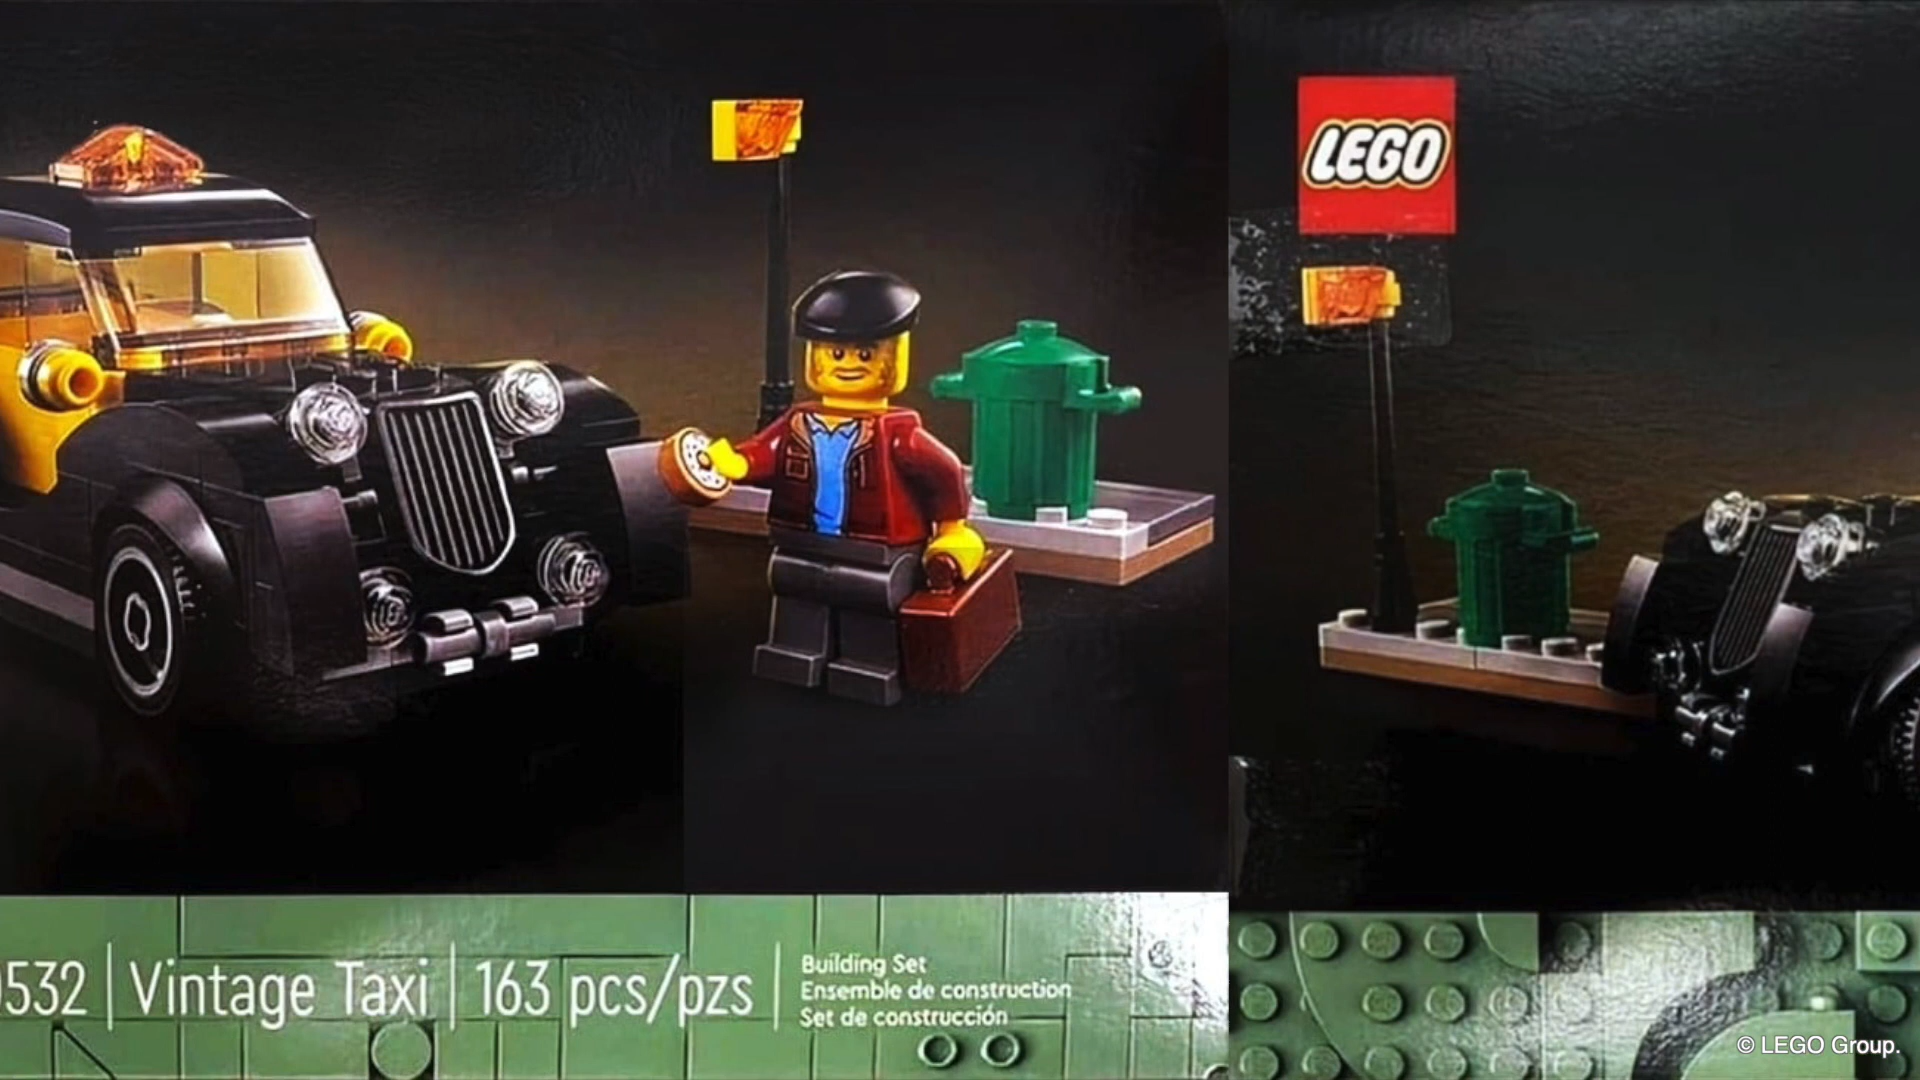 LEGO
532 | Vintage Taxi | 163 pcs/pzs
Building Set
Ensemble de construction
Set de construcción
© LEGO Group.